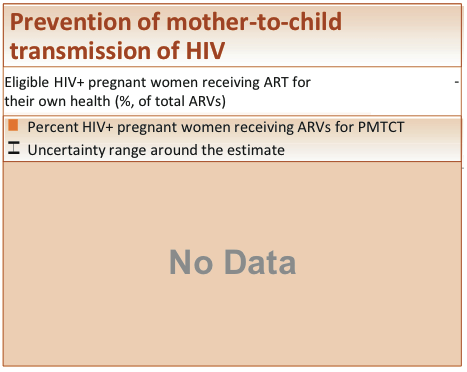 Prevention of mother-to-child
transmission of HIV
Eligible HIV+ pregnant women receiving ART for -
their own health (%, of total ARVs)
Percent HIV+ pregnant women receiving ARVs for PMTCT
Uncertainty range around the estimate
No Data